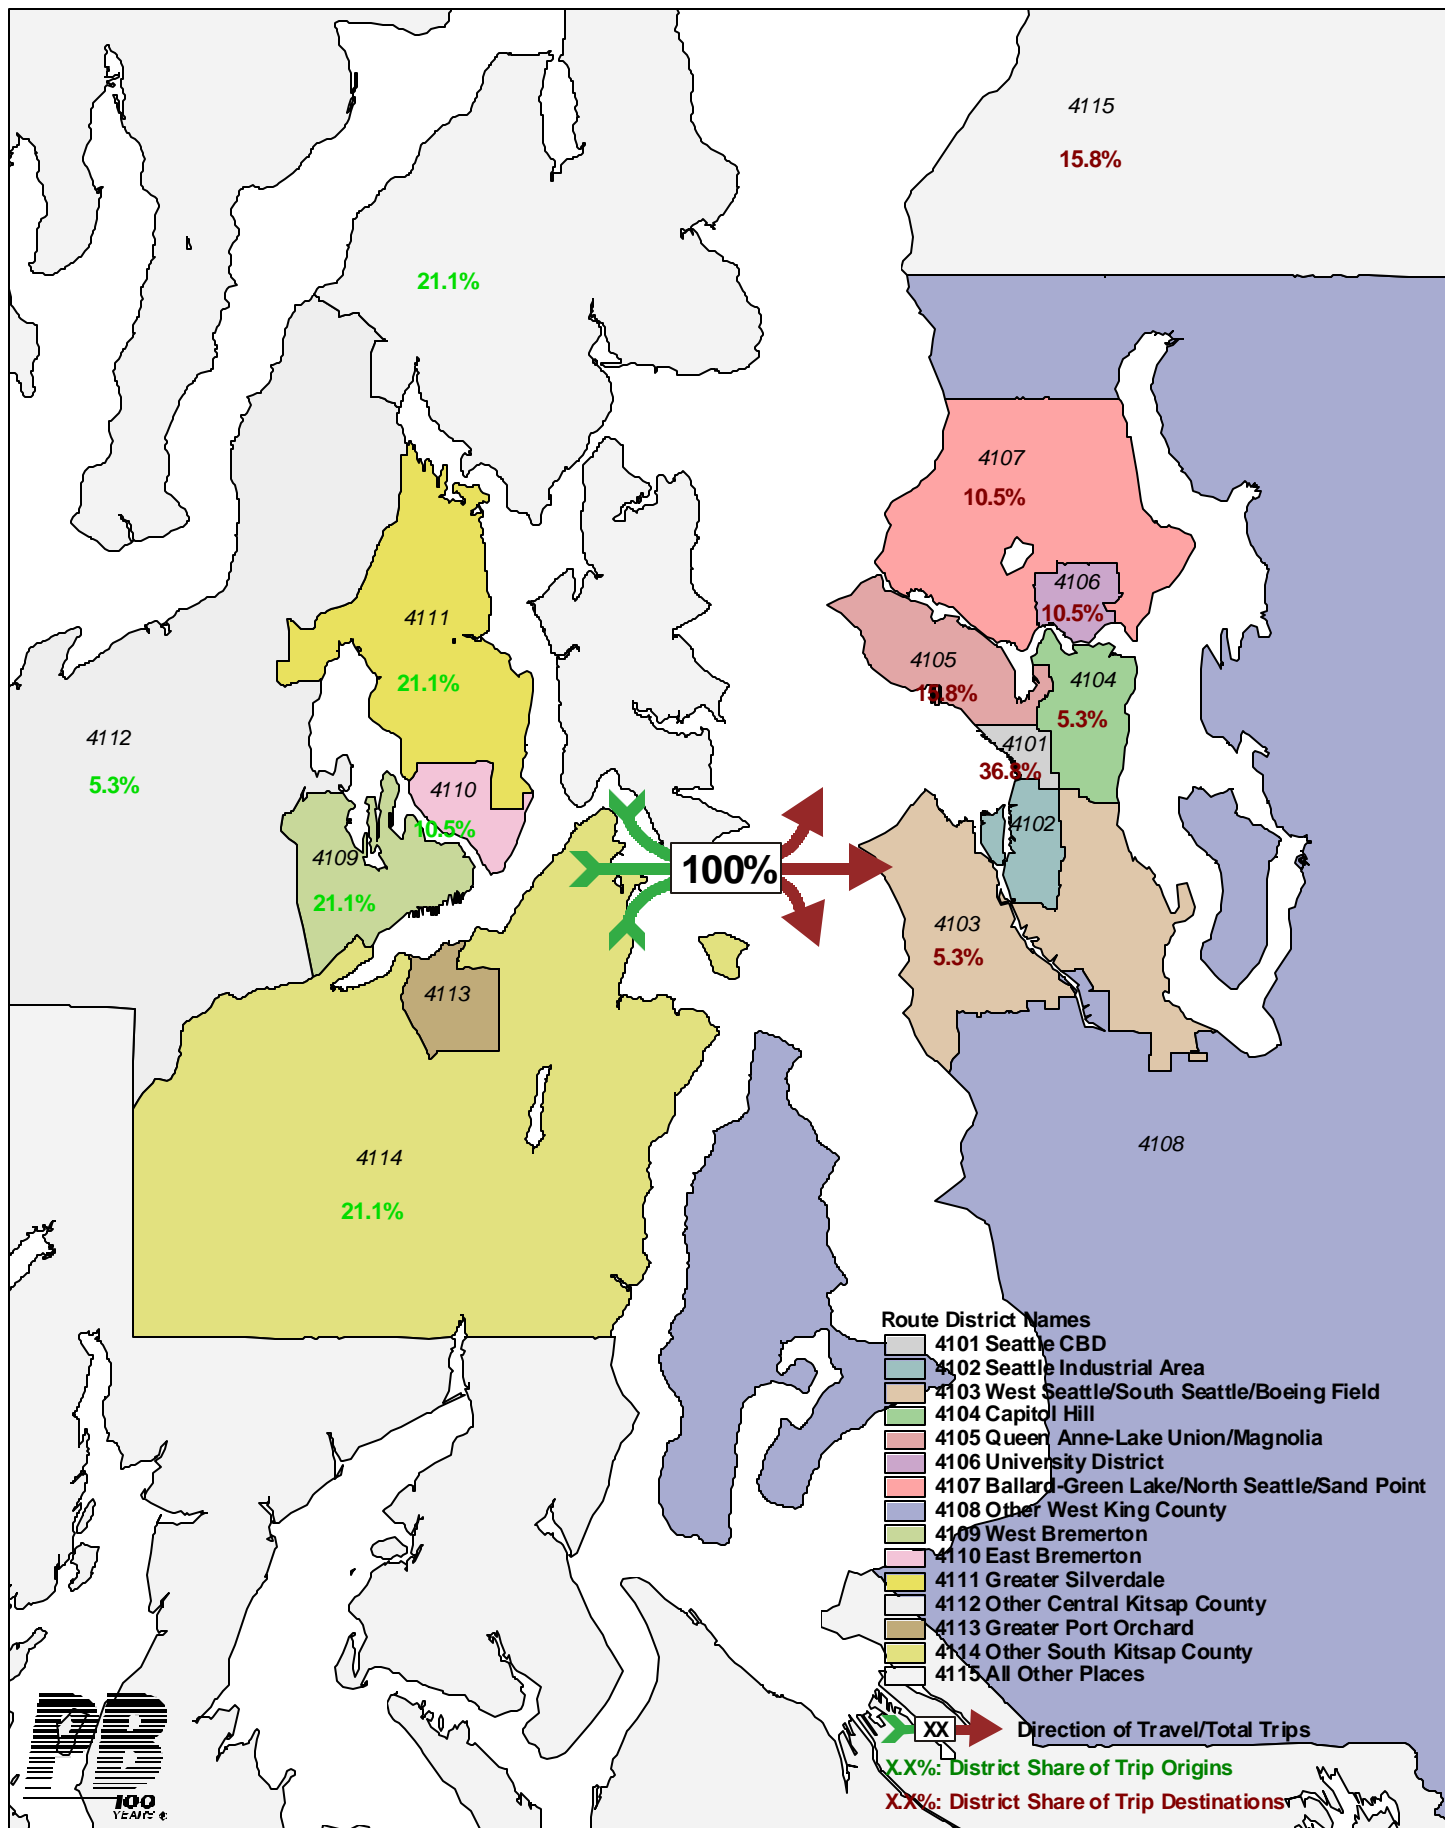 4115
15.8%
21.1%
4107
10.5%
4106
10.5%
4111
21.1%
4105
15.8%
4104
5.3%
4112
5.3%
4101
36.8%
4110
10.5%
4102
4109
21.1%
100%
4103
5.3%
4113
4114
21.1%
4108
Route District Names
4101 Seattle CBD
4102 Seattle Industrial Area
4103 West Seattle/South Seattle/Boeing Field
4104 Capitol Hill
4105 Queen Anne-Lake Union/Magnolia
4106 University District
4107 Ballard-Green Lake/North Seattle/Sand Point
4108 Other West King County
4109 West Bremerton
4110 East Bremerton
4111 Greater Silverdale
4112 Other Central Kitsap County
4113 Greater Port Orchard
4114 Other South Kitsap County
4115 All Other Places
XX Direction of Travel/Total Trips
X.X%: District Share of Trip Origins
X.X%: District Share of Trip Destinations
PB
100
YEARS ®